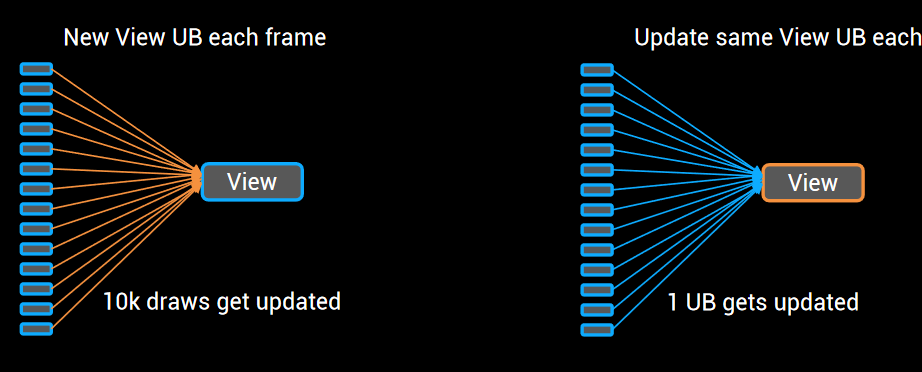 New View UB each frame
Update same View UB each
View
View
10k draws get updated
1 UB gets updated